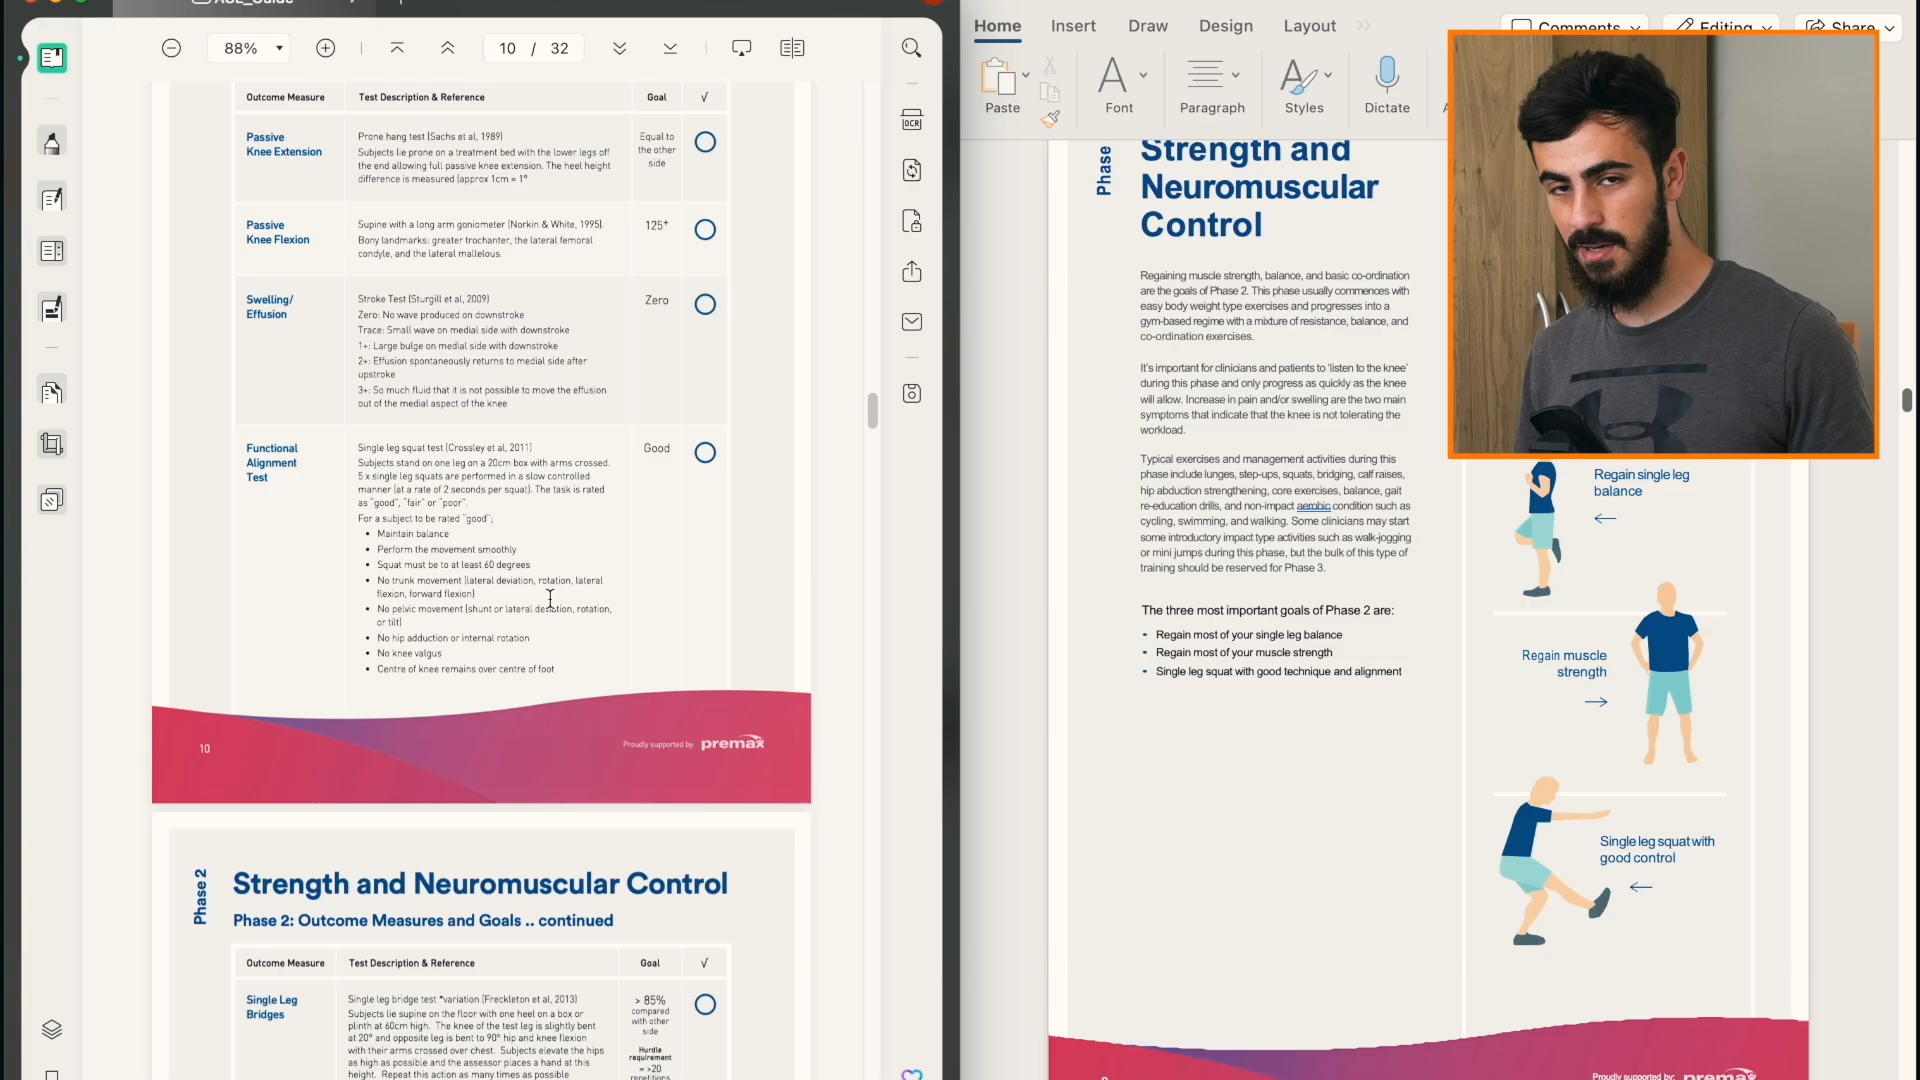 88%
10 / 32
Outcome Measure Test Description & Reference Goal √
Passive
Knee Extension
Prone hang test (Sachs et al, 1989)
Subjects lie prone on a treatment bed with the lower legs off
the end allowing full passive knee extension. The heel height
difference is measured (approx 1cm = 1°
Equal to
the other
side
Passive
Knee Flexion
Supine with a long arm goniometer (Norkin & White, 1995).
Bony landmarks: greater trochanter, the lateral femoral
condyle, and the lateral malleolus.
125°
Swelling/
Effusion
Stroke Test (Sturgill et al, 2009)
Zero: No wave produced on downstroke
Trace: Small wave on medial side with downstroke
1+: Large bulge on medial side with downstroke
2+: Effusion spontaneously returns to medial side after
upstroke
3+: So much fluid that it is not possible to move the effusion
out of the medial aspect of the knee
Zero
Functional
Alignment
Test
Single leg squat test (Crossley et al, 2011)
Subjects stand on one leg on a 20cm box with arms crossed.
5 x single leg squats are performed in a slow controlled
manner (at a rate of 2 seconds per squat). The task is rated
as "good", "fair" or "poor".
For a subject to be rated "good";
• Maintain balance
• Perform the movement smoothly
• Squat must be to at least 60 degrees
• No trunk movement (lateral deviation, rotation, lateral
flexion, forward flexion)
• No pelvic movement (shunt or lateral deviation, rotation,
or tilt)
• No hip adduction or internal rotation
• No knee valgus
• Centre of knee remains over centre of foot
Good
10
Proudly supported by: premax
Phase 2
Strength and Neuromuscular Control
Phase 2: Outcome Measures and Goals .. continued
Outcome Measure Test Description & Reference Goal √
Single Leg
Bridges
Single leg bridge test *variation (Freckleton et al, 2013)
Subjects lie supine on the floor with one heel on a box or
plinth at 60cm high. The knee of the test leg is slightly bent
at 20° and opposite leg is bent to 90° hip and knee flexion
with their arms crossed over chest. Subjects elevate the hips
as high as possible and the assessor places a hand at this
height. Repeat this action as many times as possible
> 85%
compared
with other
side
Hurdle
requirement
= >20
repetitions
OCR
Home Insert Draw Design Layout
Comments Editing Share
Paste Font Paragraph Styles Dictate
Phase
Strength and
Neuromuscular
Control
Regaining muscle strength, balance, and basic co-ordination
are the goals of Phase 2. This phase usually commences with
easy body weight type exercises and progresses into a
gym-based regime with a mixture of resistance, balance, and
co-ordination exercises.
It's important for clinicians and patients to 'listen to the knee'
during this phase and only progress as quickly as the knee
will allow. Increase in pain and/or swelling are the two main
symptoms that indicate that the knee is not tolerating the
workload.
Typical exercises and management activities during this
phase include lunges, step-ups, squats, bridging, calf raises,
hip abduction strengthening, core exercises, balance, gait
re-education drills, and non-impact aerobic condition such as
cycling, swimming, and walking. Some clinicians may start
some introductory impact type activities such as walk-jogging
or mini jumps during this phase, but the bulk of this type of
training should be reserved for Phase 3.
The three most important goals of Phase 2 are:
• Regain most of your single leg balance
• Regain most of your muscle strength
• Single leg squat with good technique and alignment
Regain single leg
balance
Regain muscle
strength
Single leg squat with
good control
Proudly supported by: premax